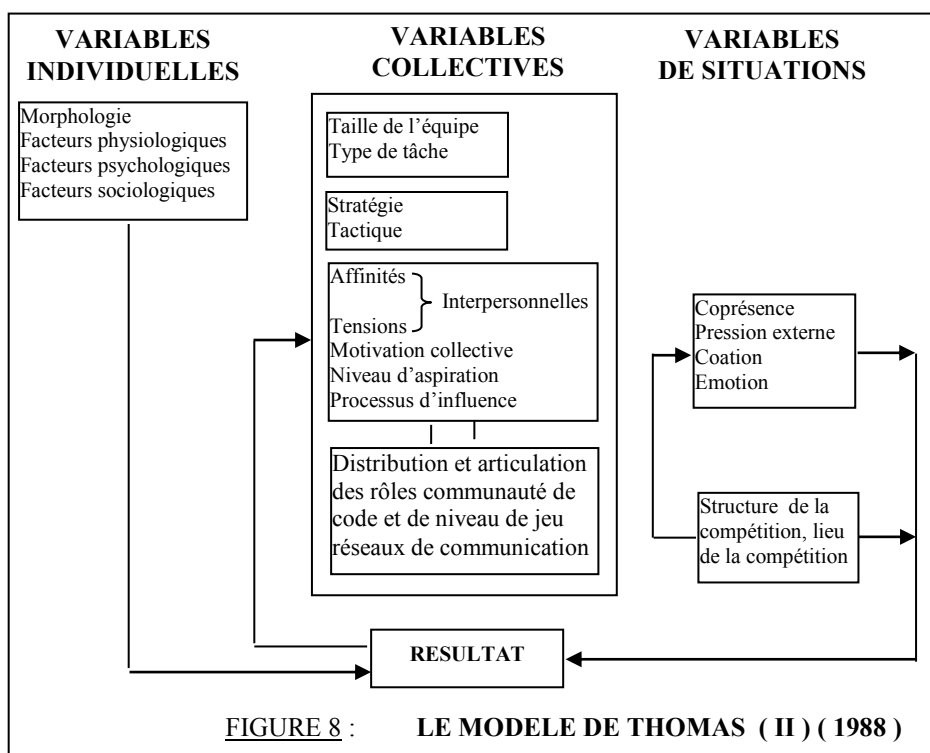 VARIABLES
INDIVIDUELLES
Morphologie
Facteurs physiologiques
Facteurs psychologiques
Facteurs sociologiques
VARIABLES
COLLECTIVES
Taille de l’équipe
Type de tâche
Stratégie
Tactique
Affinités
Interpersonnelles
Tensions
Motivation collective
Niveau d’aspiration
Processus d’influence
Distribution et articulation
des rôles communauté de
code et de niveau de jeu
réseaux de communication
VARIABLES
DE SITUATIONS
Coprésence
Pression externe
Coation
Emotion
Structure de la
compétition, lieu
de la compétition
RESULTAT
FIGURE 8 : LE MODELE DE THOMAS ( II ) ( 1988 )